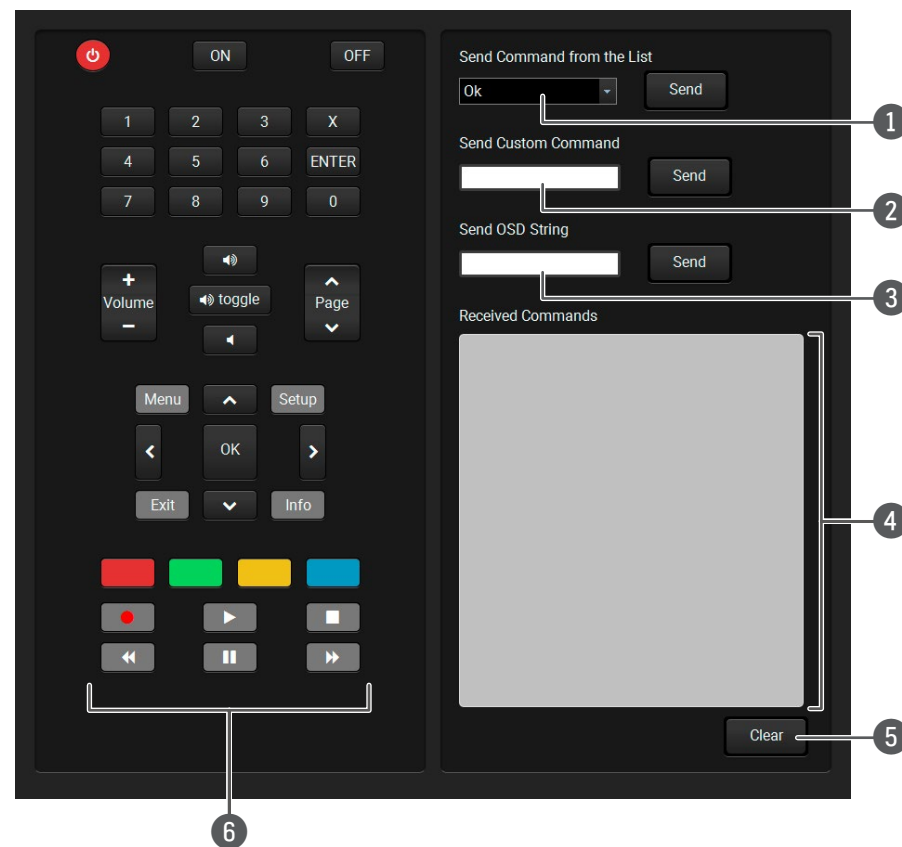 ON OFF
1 2 3 X
4 5 6 ENTER
7 8 9 0
+
Volume
−
toggle
Page
Menu Setup
OK
Exit Info
Send Command from the List
Ok Send
1
Send Custom Command
Send
2
Send OSD String
Send
3
Received Commands
4
Clear
5
6